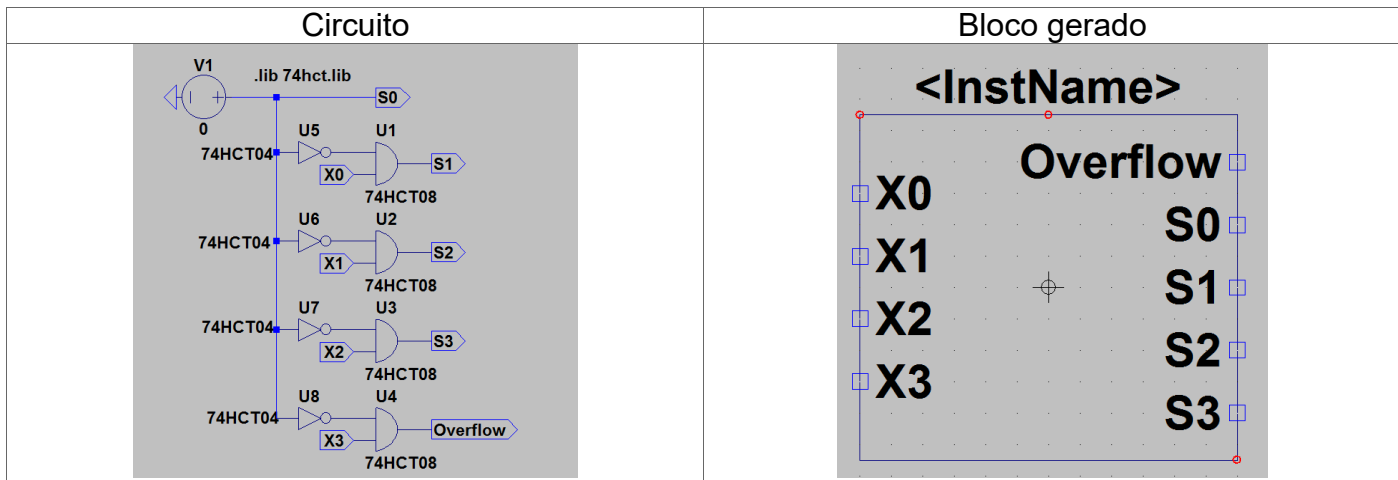 Circuito
Bloco gerado
V1
.lib 74hct.lib
S0
0
U5
U1
74HCT04
X0
S1
74HCT08
U6
U2
74HCT04
X1
S2
74HCT08
U7
U3
74HCT04
X2
S3
74HCT08
U8
U4
74HCT04
X3
Overflow
74HCT08
<InstName>
Overflow
X0
S0
X1
S1
X2
S2
X3
S3